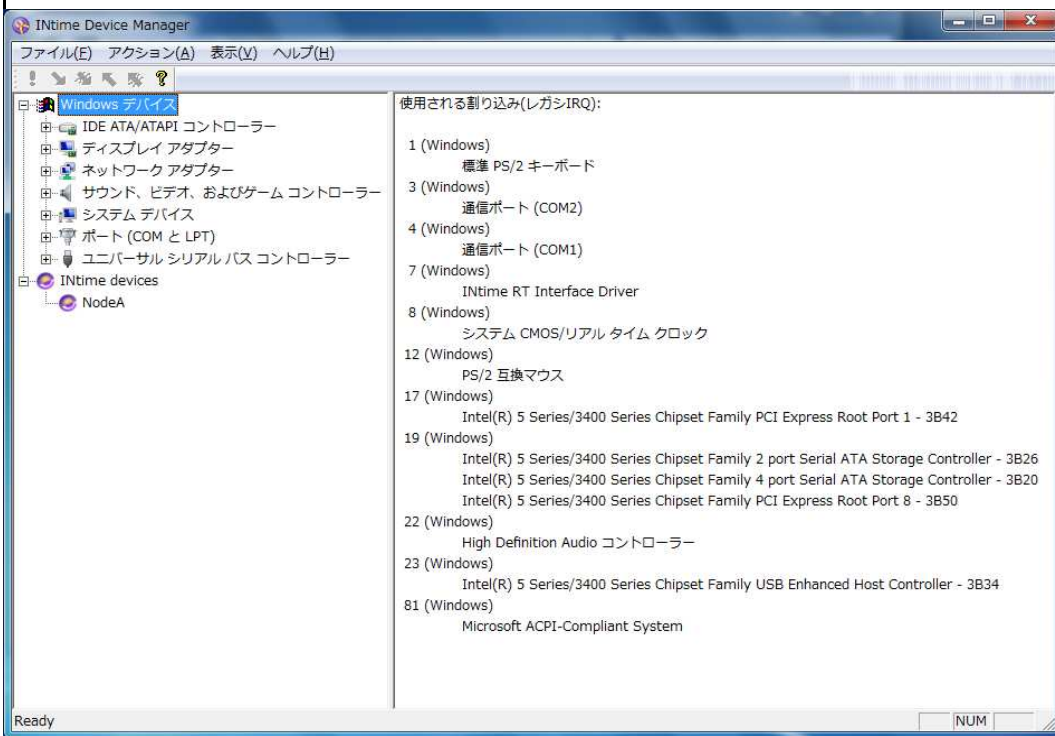 INtime Device Manager
ファイル(F) アクション(A) 表示(V) ヘルプ(H)
Windows デバイス
IDE ATA/ATAPI コントローラー
ディスプレイ アダプター
ネットワーク アダプター
サウンド、ビデオ、およびゲーム コントローラー
システム デバイス
ポート (COM と LPT)
ユニバーサル シリアル バス コントローラー
INtime devices
NodeA
使用される割り込み(レガシIRQ):
1 (Windows)
標準 PS/2 キーボード
3 (Windows)
通信ポート (COM2)
4 (Windows)
通信ポート (COM1)
7 (Windows)
INtime RT Interface Driver
8 (Windows)
システム CMOS/リアル タイム クロック
12 (Windows)
PS/2 互換マウス
17 (Windows)
Intel(R) 5 Series/3400 Series Chipset Family PCI Express Root Port 1 - 3B42
19 (Windows)
Intel(R) 5 Series/3400 Series Chipset Family 2 port Serial ATA Storage Controller - 3B26
Intel(R) 5 Series/3400 Series Chipset Family 4 port Serial ATA Storage Controller - 3B20
Intel(R) 5 Series/3400 Series Chipset Family PCI Express Root Port 8 - 3B50
22 (Windows)
High Definition Audio コントローラー
23 (Windows)
Intel(R) 5 Series/3400 Series Chipset Family USB Enhanced Host Controller - 3B34
81 (Windows)
Microsoft ACPI-Compliant System
Ready
NUM